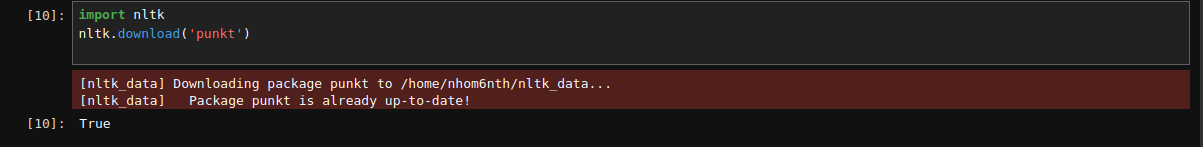 [10]: import nltk
nltk.download('punkt')
[nltk_data] Downloading package punkt to /home/nhom6nth/nltk_data...
[nltk_data]   Package punkt is already up-to-date!
[10]: True